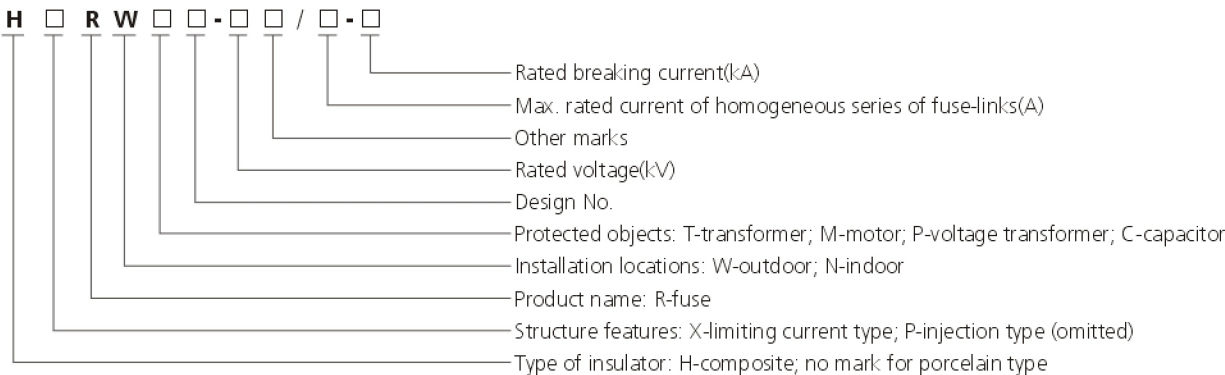 H □ R W □ □ - □ □ / □ - □
Rated breaking current(kA)
Max. rated current of homogeneous series of fuse-links(A)
Other marks
Rated voltage(kV)
Design No.
Protected objects: T-transformer; M-motor; P-voltage transformer; C-capacitor
Installation locations: W-outdoor; N-indoor
Product name: R-fuse
Structure features: X-limiting current type; P-injection type (omitted)
Type of insulator: H-composite; no mark for porcelain type